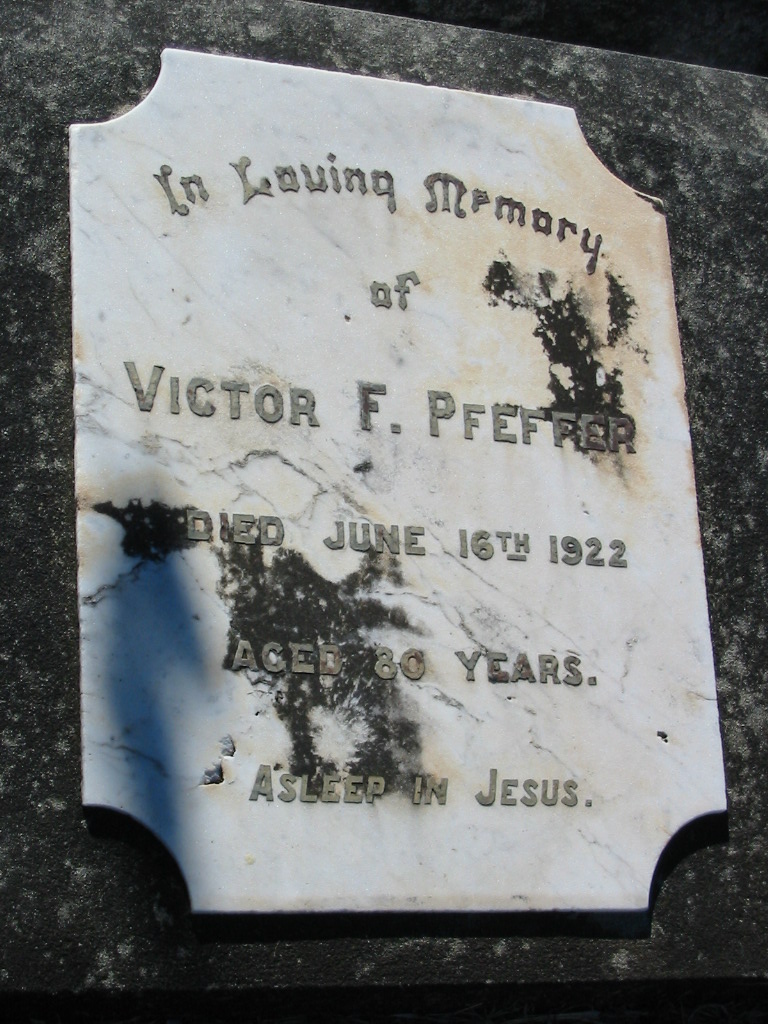 In Loving Memory
of
VICTOR F. PFEFFER
DIED JUNE 16TH 1922
AGED 80 YEARS.
ASLEEP IN JESUS.